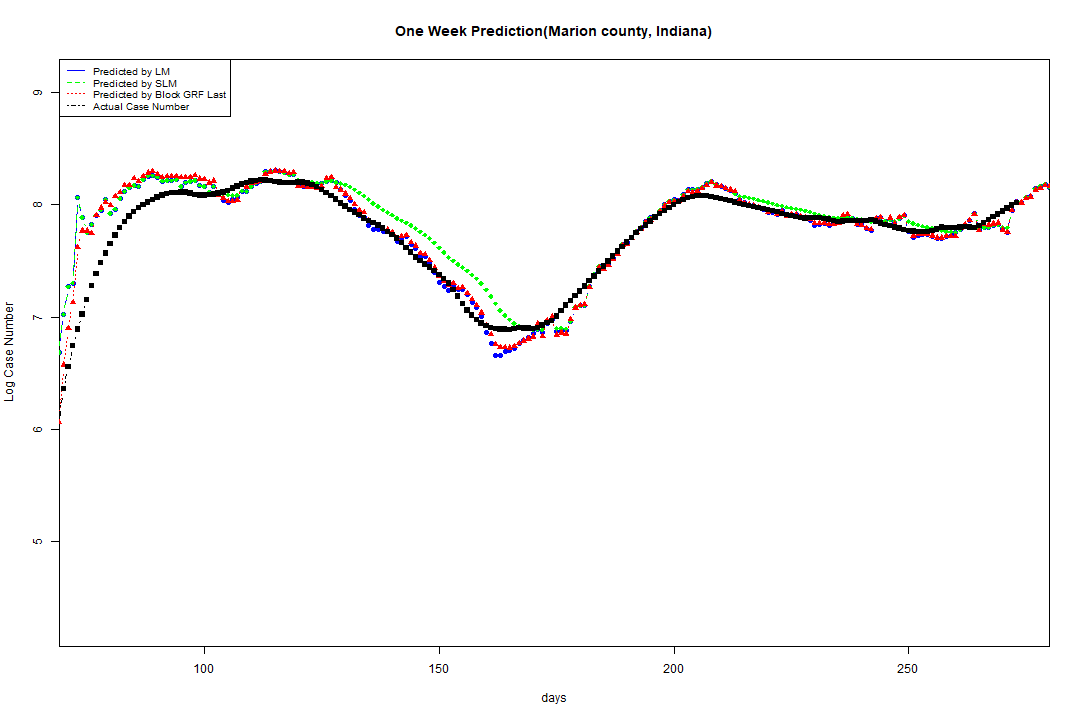 One Week Prediction(Marion county, Indiana)
Predicted by LM
Predicted by SLM
Predicted by Block GRF Last
Actual Case Number
9
8
7
6
5
Log Case Number
100 150 200 250
days